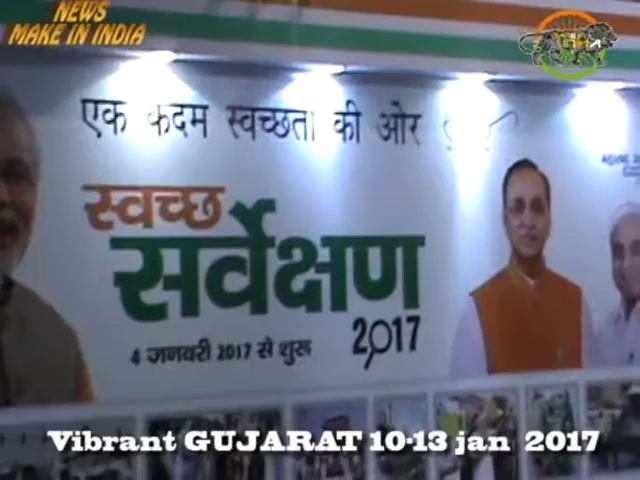 NEWS
MAKE IN INDIA
एक कदम स्वच्छता की ओर
स्वच्छ
सर्वेक्षण
2017
4 जनवरी 2017 से शुरू
Vibrant GUJARAT 10-13 jan 2017